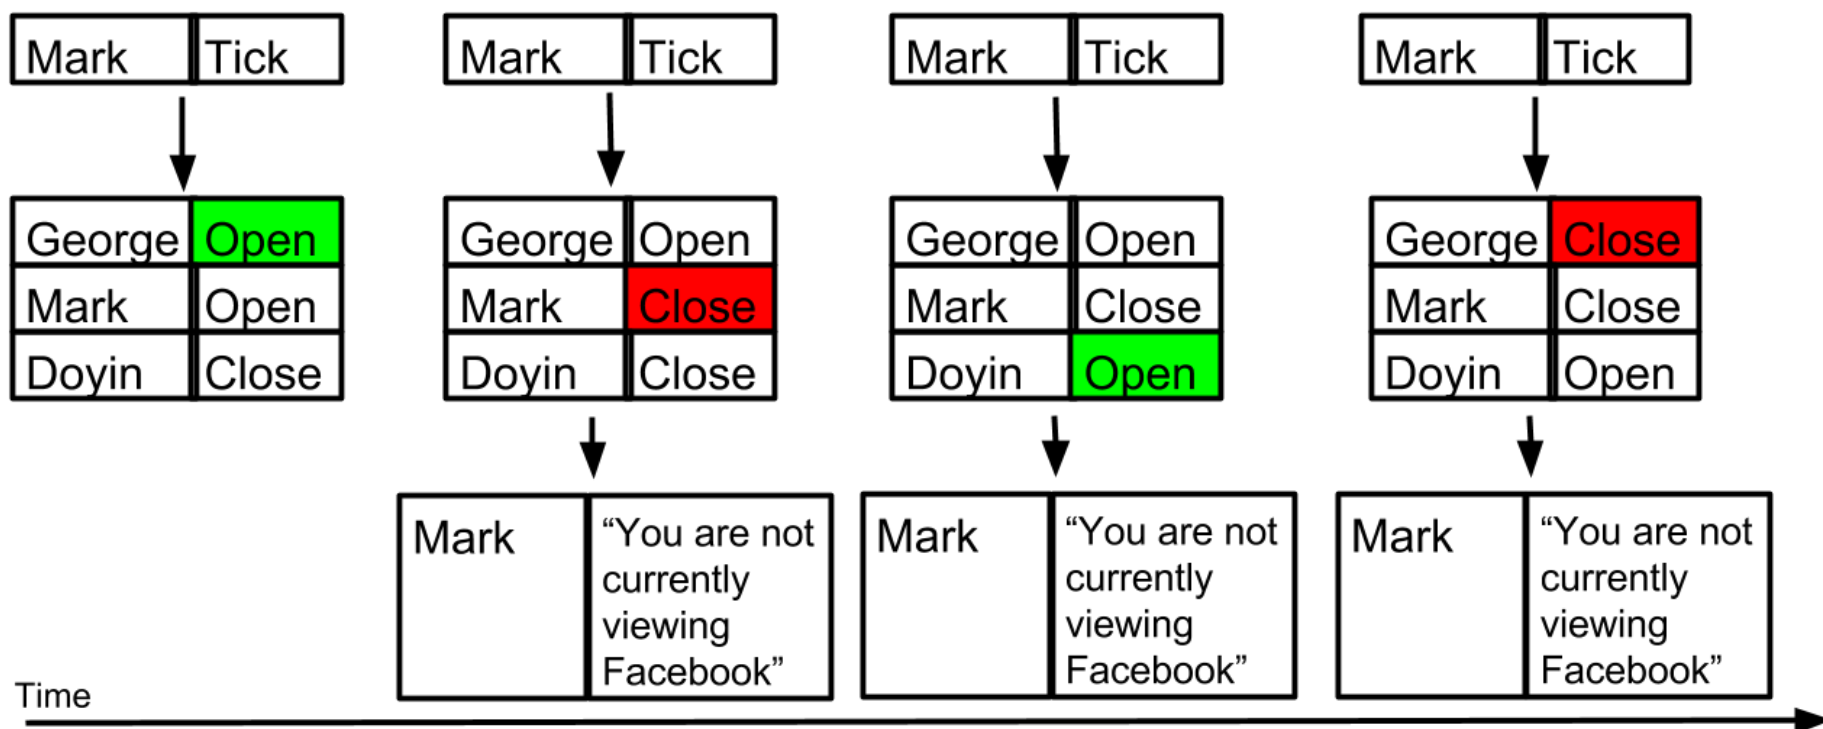 Mark Tick
Mark Tick
Mark Tick
Mark Tick
George Open
Mark Open
Doyin Close
George Open
Mark Close
Doyin Close
George Open
Mark Close
Doyin Open
George Close
Mark Close
Doyin Open
Mark
“You are not
currently
viewing
Facebook”
Mark
“You are not
currently
viewing
Facebook”
Mark
“You are not
currently
viewing
Facebook”
Time